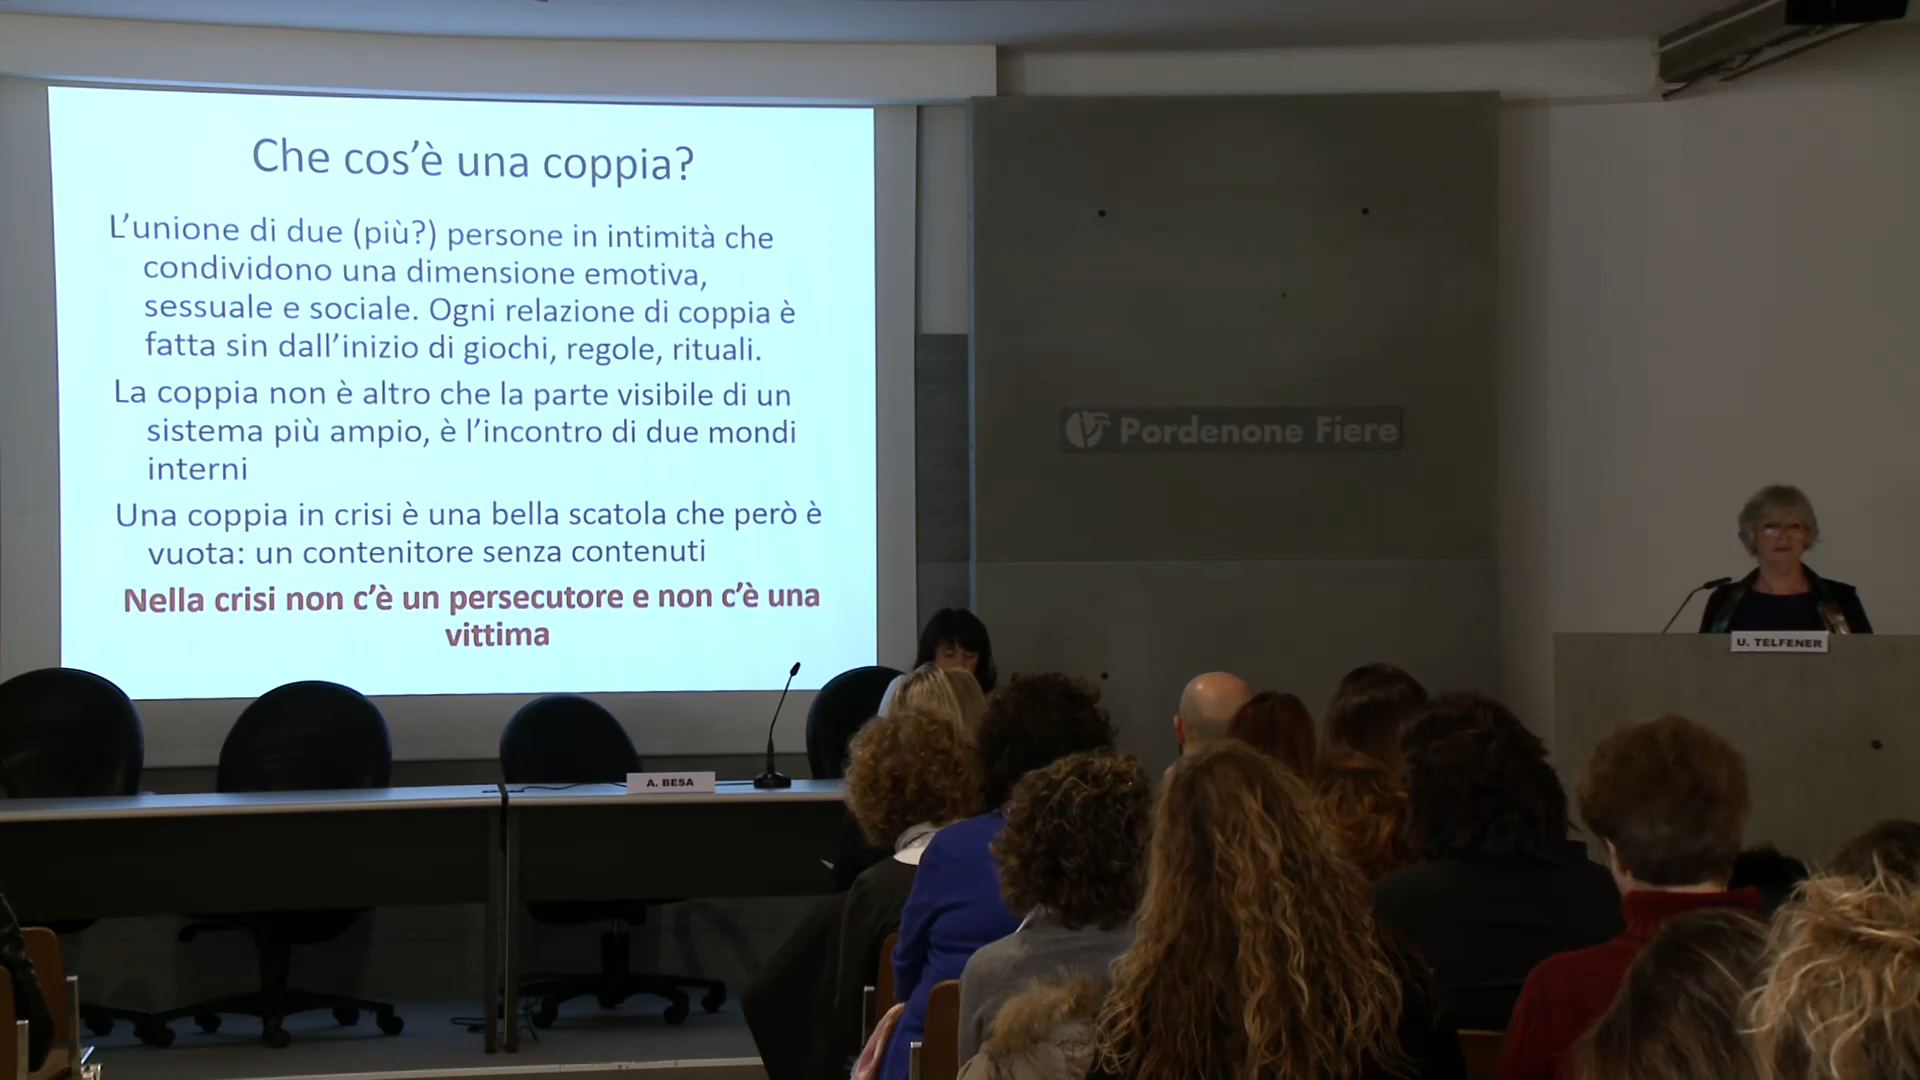 Che cos'è una coppia?
L'unione di due (più?) persone in intimità che
condividono una dimensione emotiva,
sessuale e sociale. Ogni relazione di coppia è
fatta sin dall'inizio di giochi, regole, rituali.
La coppia non è altro che la parte visibile di un
sistema più ampio, è l'incontro di due mondi
interni
Una coppia in crisi è una bella scatola che però è
vuota: un contenitore senza contenuti
Nella crisi non c'è un persecutore e non c'è una
vittima
Pordenone Fiere
U. TELFENER
A. BESA